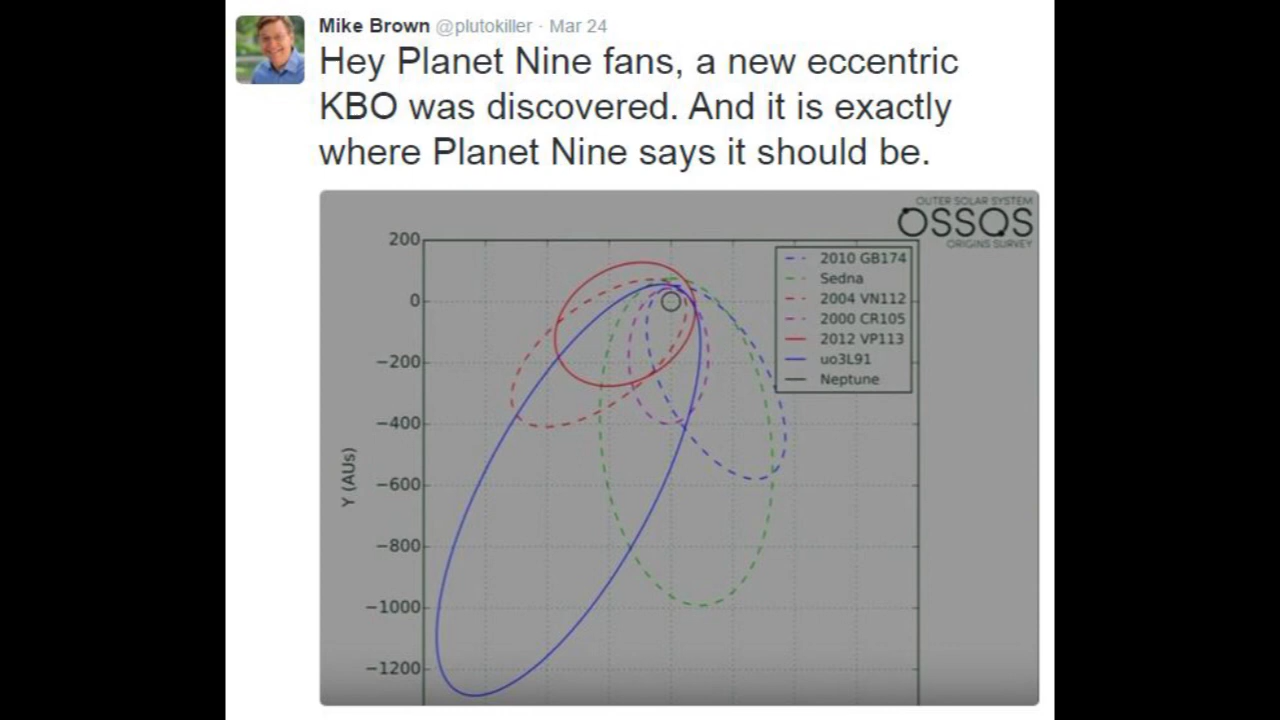 Mike Brown @plutokiller · Mar 24
Hey Planet Nine fans, a new eccentric
KBO was discovered. And it is exactly
where Planet Nine says it should be.
OUTER SOLAR SYSTEM
OSSOS
ORIGINS SURVEY
200
0
−200
−400
−600
−800
−1000
−1200
Y (AUs)
2010 GB174
Sedna
2004 VN112
2000 CR105
2012 VP113
uo3L91
Neptune